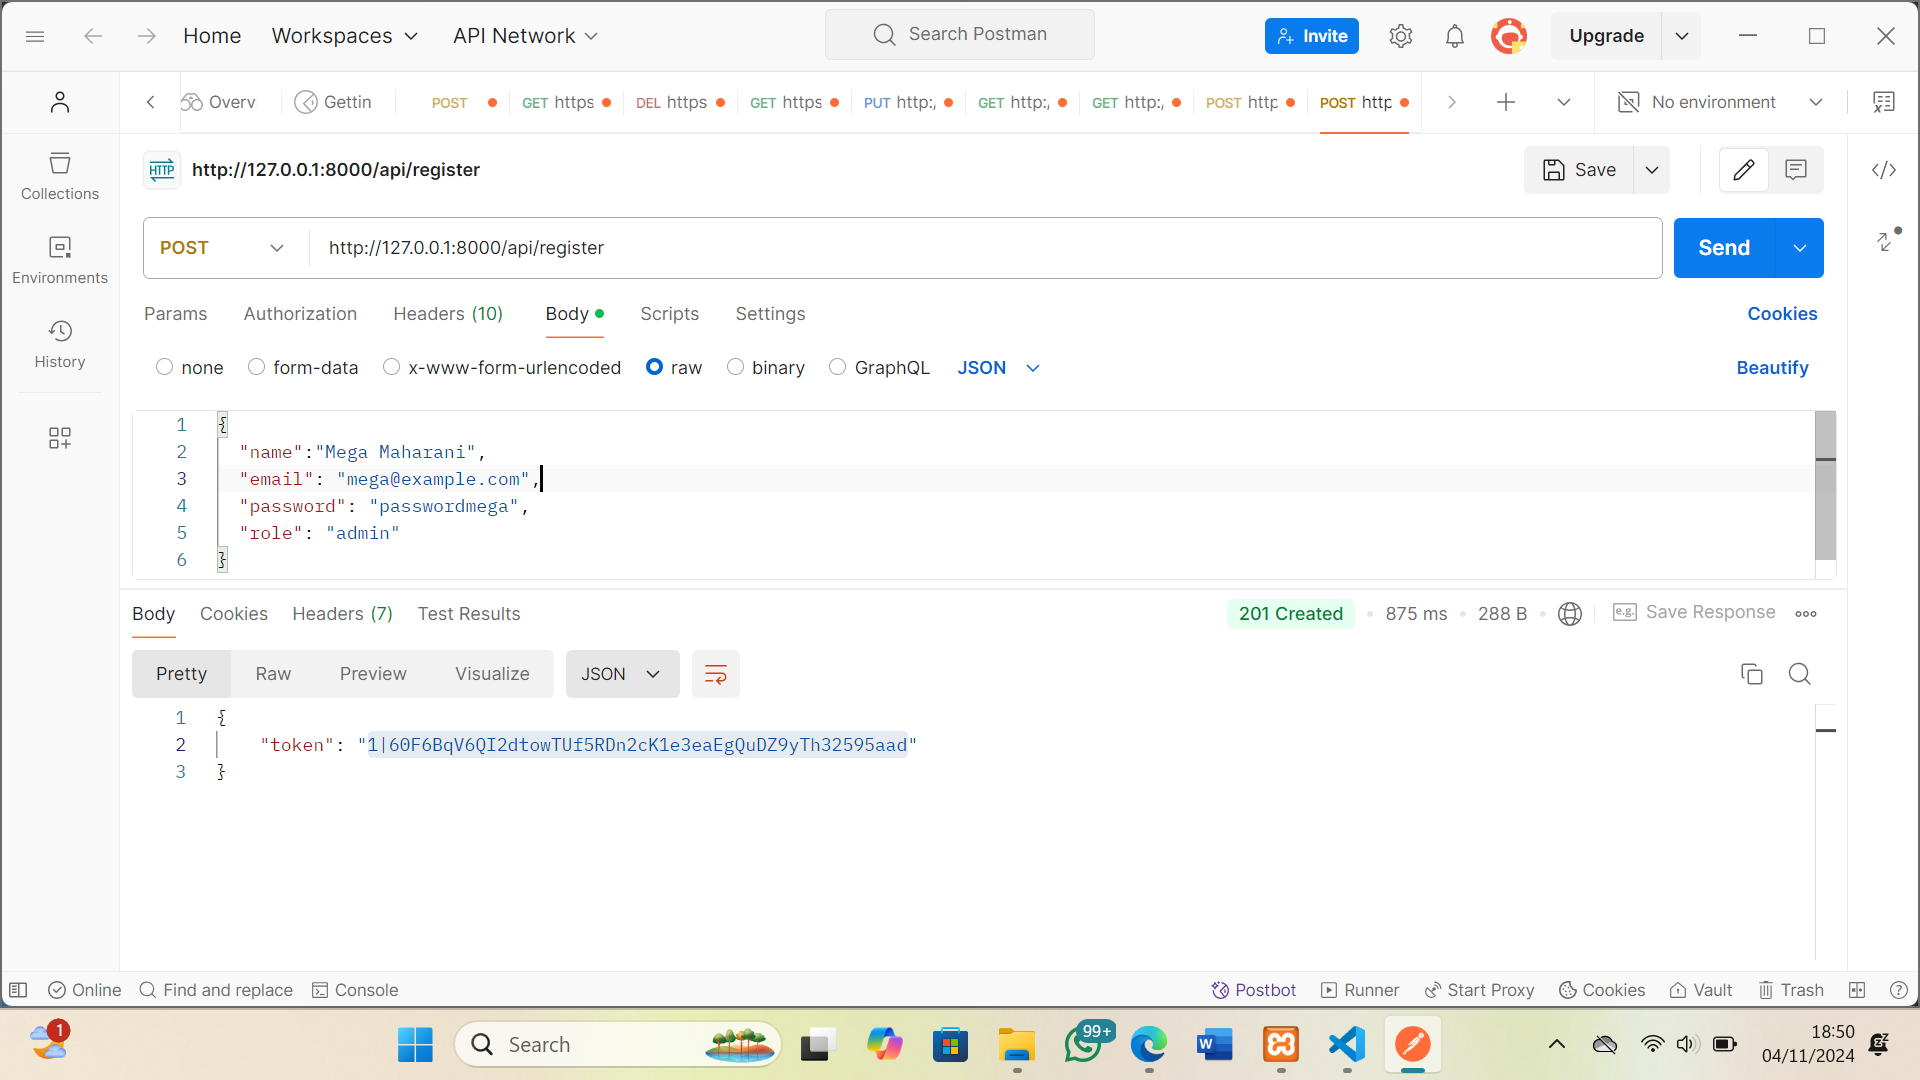 Home Workspaces API Network Search Postman Invite Upgrade
Overv Gettin POST GET https DEL https GET https PUT http:/ GET http:/ GET http:/ POST http POST http No environment
HTTP http://127.0.0.1:8000/api/register Save
Collections
POST http://127.0.0.1:8000/api/register Send
Environments
Params Authorization Headers (10) Body Scripts Settings Cookies
History
none form-data x-www-form-urlencoded raw binary GraphQL JSON Beautify
1 {
2 "name":"Mega Maharani",
3 "email": "mega@example.com",
4 "password": "passwordmega",
5 "role": "admin"
6 }
Body Cookies Headers (7) Test Results 201 Created 875 ms 288 B e.g. Save Response
Pretty Raw Preview Visualize JSON
1 {
2 "token": "1|60F6BqV6QI2dtowTUf5RDn2cK1e3eaEgQuDZ9yTh32595aad"
3 }
Online Find and replace Console Postbot Runner Start Proxy Cookies Vault Trash
1 Search 99+ W 18:50
04/11/2024